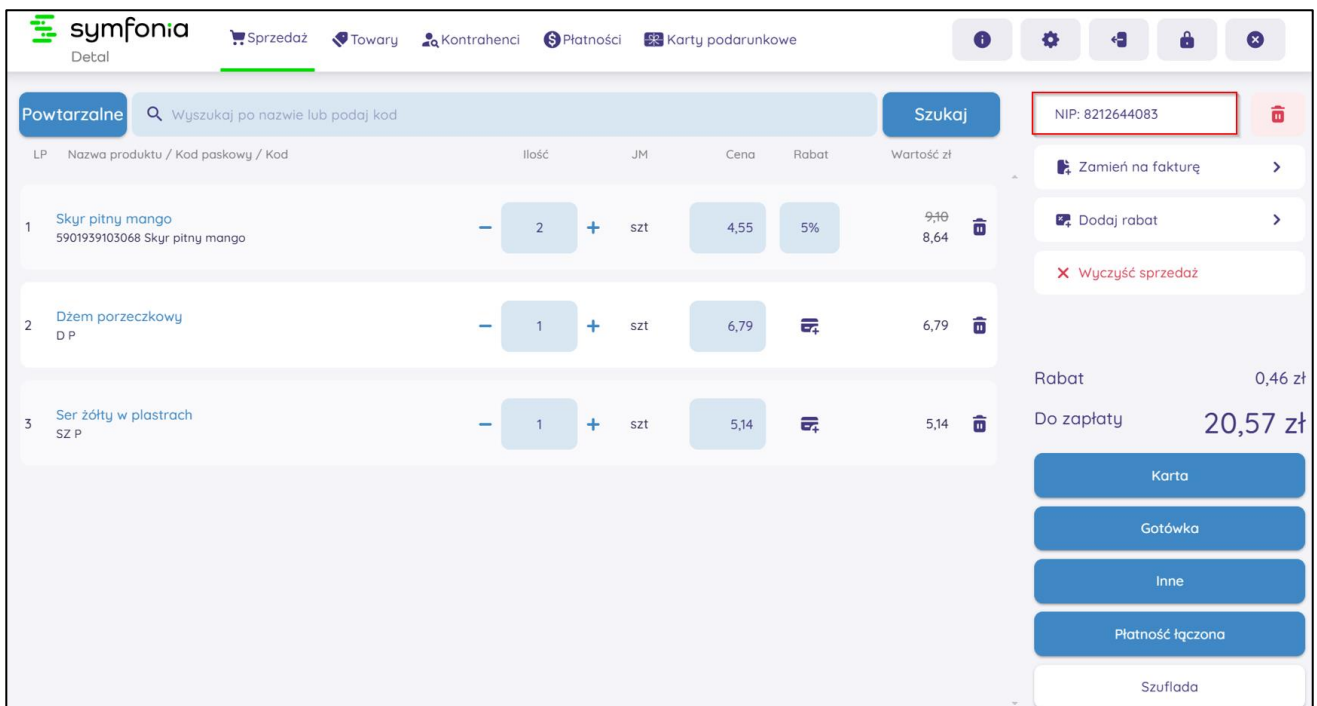 symfonia
Detal
Sprzedaż Towary Kontrahenci Płatności Karty podarunkowe
Powtarzalne Wyszukaj po nazwie lub podaj kod Szukaj NIP: 8212644083
LP Nazwa produktu / Kod paskowy / Kod Ilość JM Cena Rabat Wartość zł
Zamień na fakturę
1 Skyr pitny mango 2 szt 4,55 5% 9,10
5901939103068 Skyr pitny mango 8,64
Dodaj rabat
Wyczyść sprzedaż
2 Dżem porzeczkowy 1 szt 6,79 6,79
D P
3 Ser żółty w plastrach 1 szt 5,14 5,14
SZ P
Rabat 0,46 zł
Do zapłaty 20,57 zł
Karta
Gotówka
Inne
Płatność łączona
Szuflada